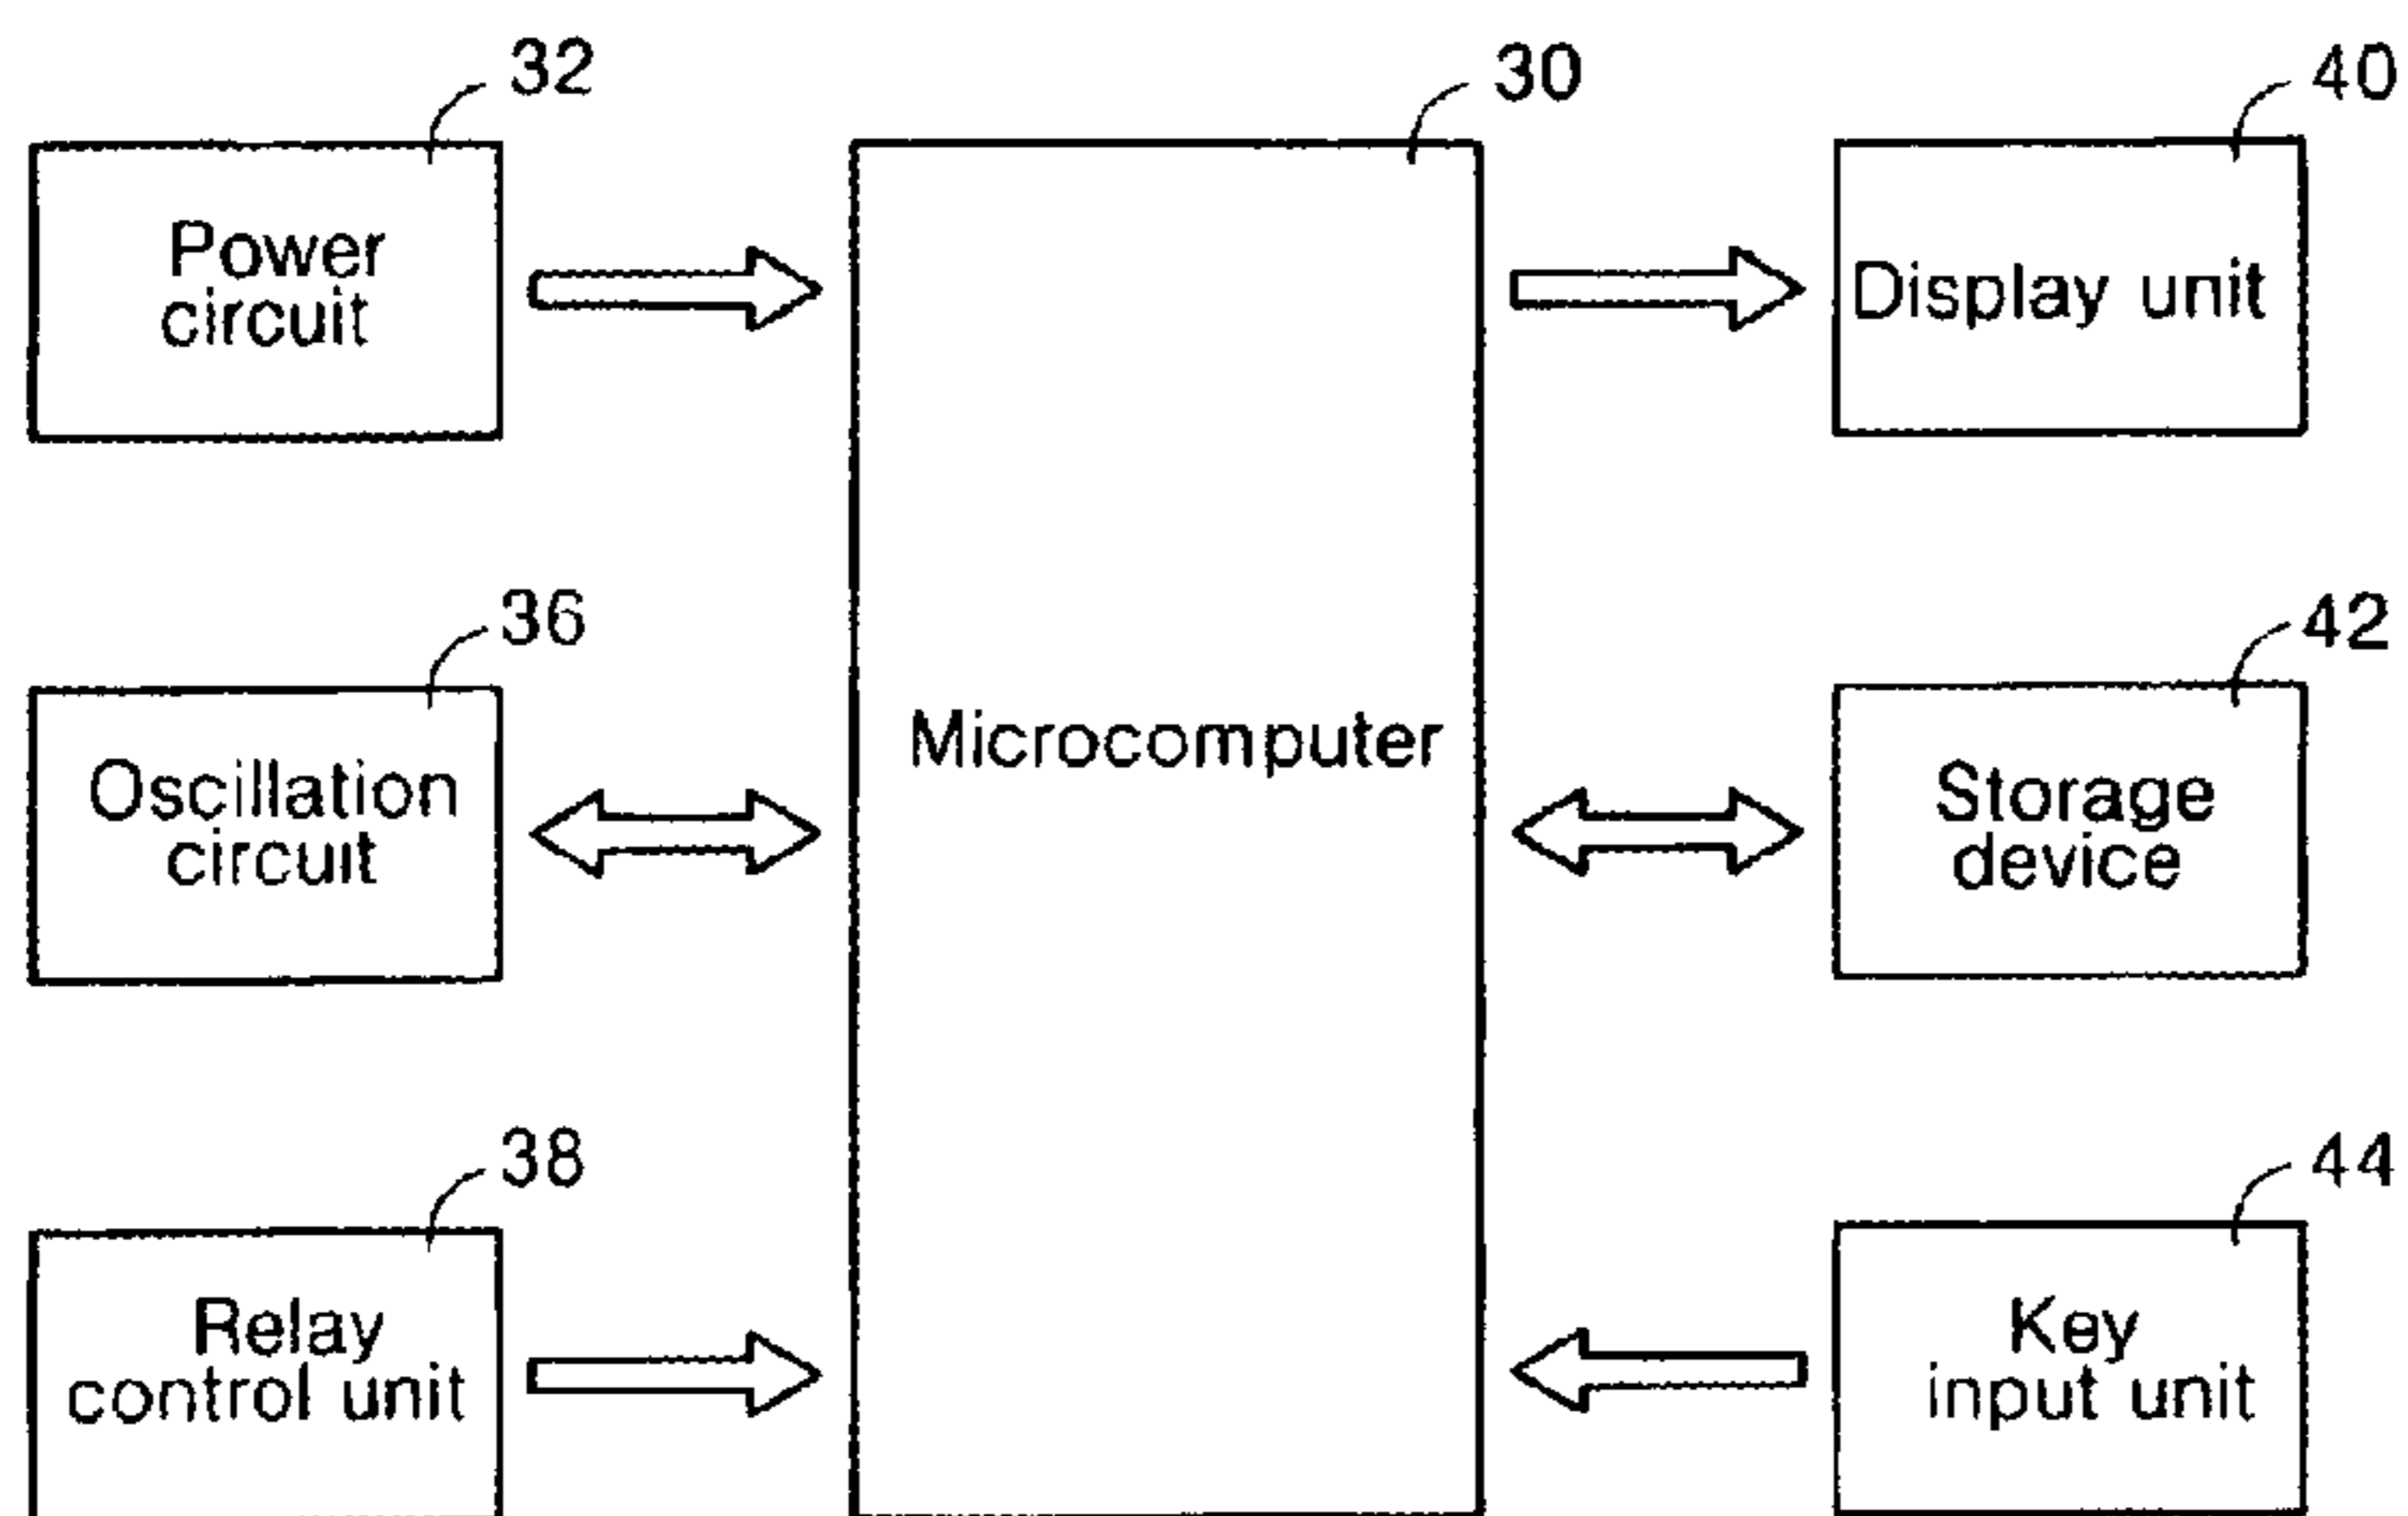 32
30
40
Power
circuit
Display unit
36
42
Microcomputer
Oscillation
circuit
Storage
device
38
44
Relay
control unit
Key
input unit